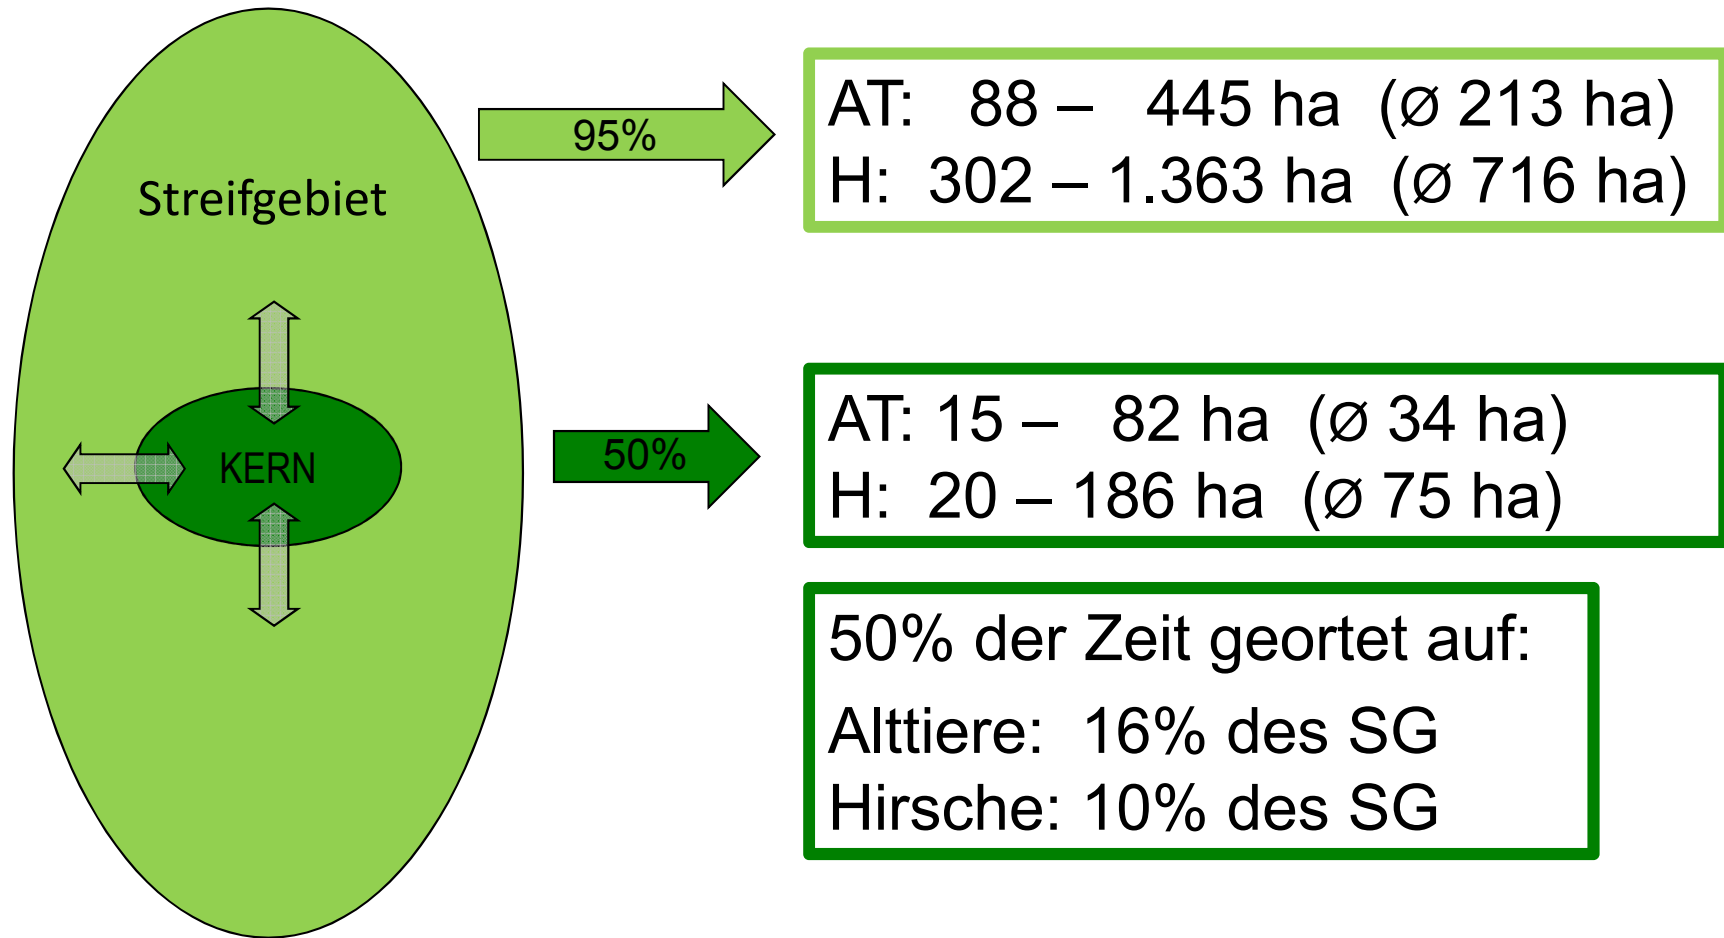 Streifgebiet
KERN
95%
AT: 88 – 445 ha (Ø 213 ha)
H: 302 – 1.363 ha (Ø 716 ha)
50%
AT: 15 – 82 ha (Ø 34 ha)
H: 20 – 186 ha (Ø 75 ha)
50% der Zeit geortet auf:
Alttiere: 16% des SG
Hirsche: 10% des SG